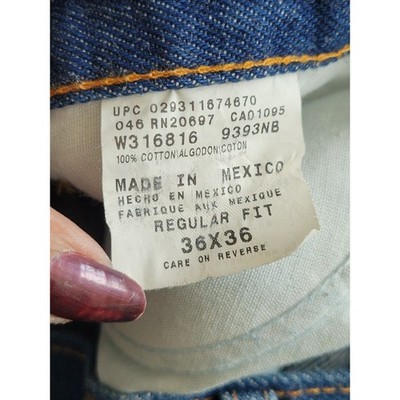 UPC 029311674670
046 RN20697 CA01095
W316816 9393NB
100% COTTON\ALGODON\COTON
MADE IN MEXICO
HECHO EN MEXICO
FABRIQUE AUX MEXIQUE
REGULAR FIT
36X36
CARE ON REVERSE